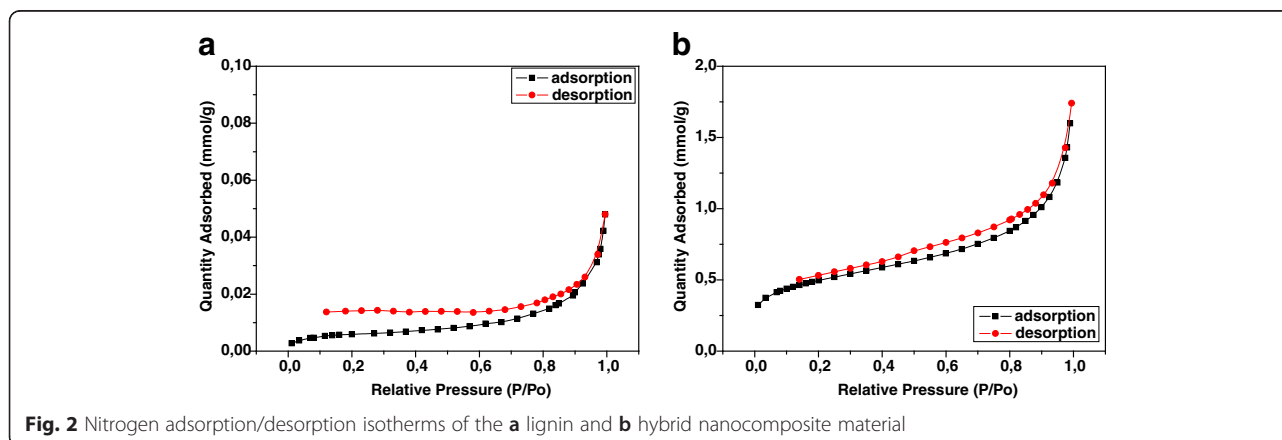 a
0,10
0,08
0,06
0,04
0,02
0,00
Quantity Adsorbed (mmol/g)
adsorption
desorption
0,0 0,2 0,4 0,6 0,8 1,0
Relative Pressure (P/Po)
b
2,0
1,5
1,0
0,5
0,0
Quantity Adsorbed (mmol/g)
adsorption
desorption
0,0 0,2 0,4 0,6 0,8 1,0
Relative Pressure (P/Po)
Fig. 2 Nitrogen adsorption/desorption isotherms of the a lignin and b hybrid nanocomposite material